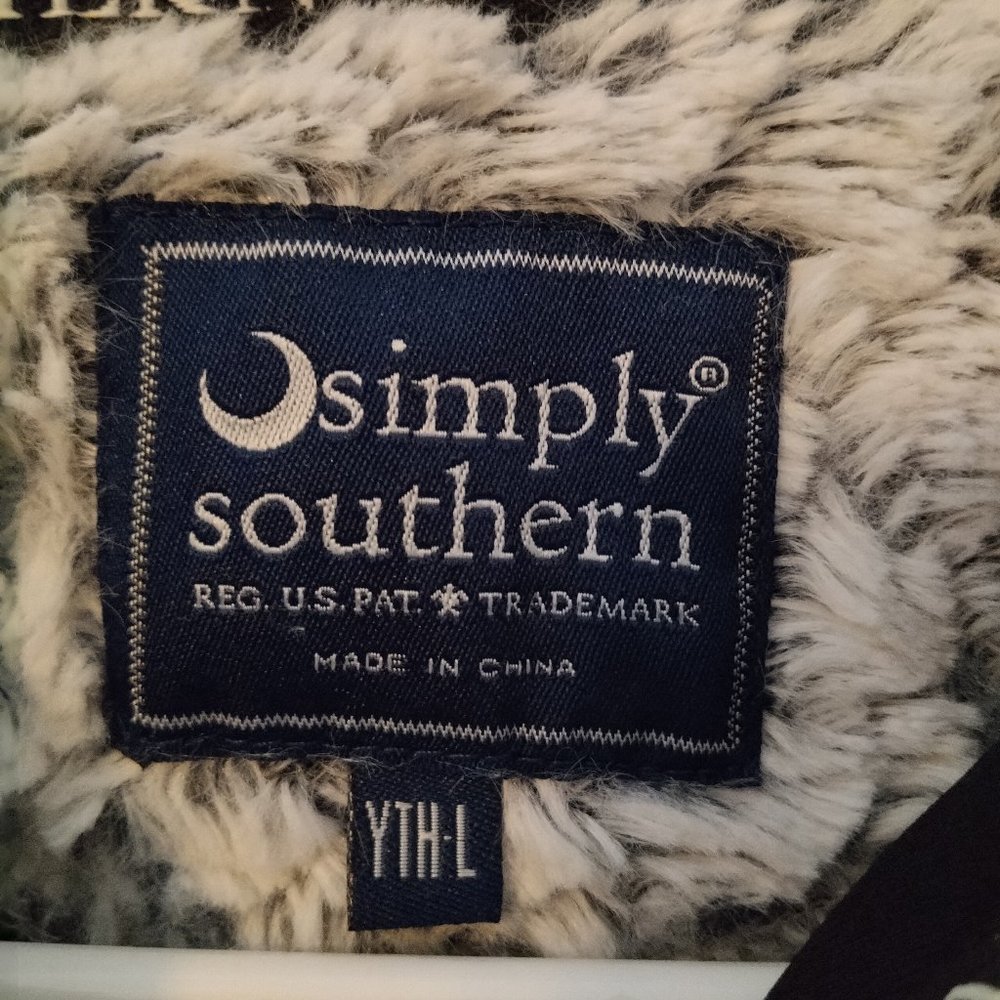 simply®
southern
REG. U.S. PAT. TRADEMARK
MADE IN CHINA
YTH-L